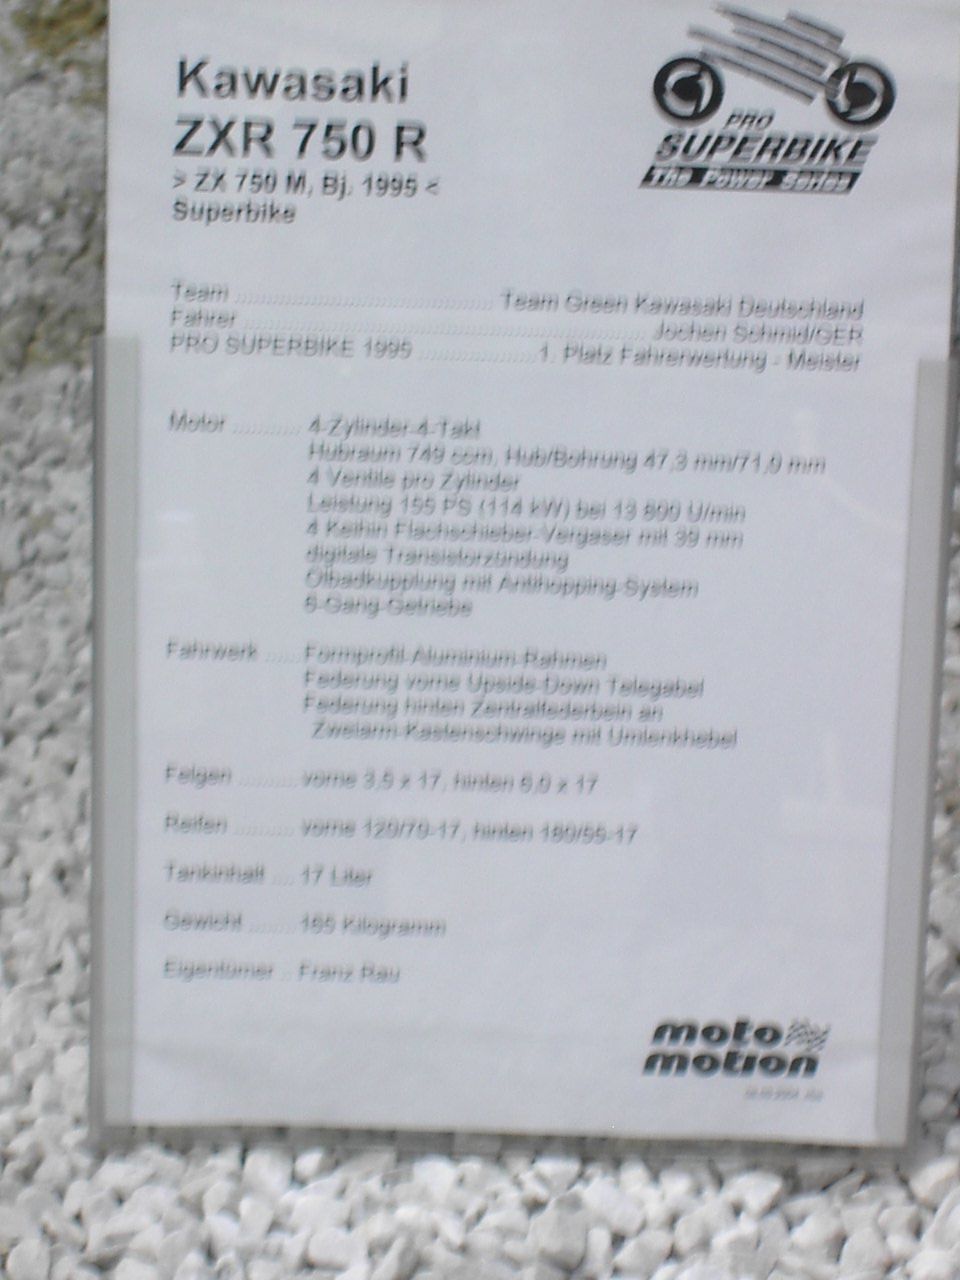 Kawasaki
ZXR 750 R
> ZX 750 M, Bj. 1995 <
Superbike
PRO
SUPERBIKE
The Power Series
Team .................................... Team Green Kawasaki Deutschland
Fahrer .................................... Jochen Schmid/GER
PRO SUPERBIKE 1995 .................. 1. Platz Fahrerwertung - Meister
Motor ........... 4-Zylinder-4-Takt
Hubraum 749 ccm, Hub/Bohrung 47,3 mm/71,0 mm
4 Ventile pro Zylinder
Leistung 155 PS (114 kW) bei 13 800 U/min
4 Keihin Flachschieber-Vergaser mit 39 mm
digitale Transistorzündung
Ölbadkupplung mit Antihopping-System
6-Gang-Getriebe
Fahrwerk ...... Formprofil-Aluminium-Rahmen
Federung vorne Upside-Down Telegabel
Federung hinten Zentralfederbein an
Zweiarm-Kastenschwinge mit Umlenkhebel
Felgen .......... vorne 3,5 x 17, hinten 6,0 x 17
Reifen .......... vorne 120/70-17, hinten 180/55-17
Tankinhalt .... 17 Liter
Gewicht ........ 165 Kilogramm
Eigentümer .. Franz Rau
moto
motion